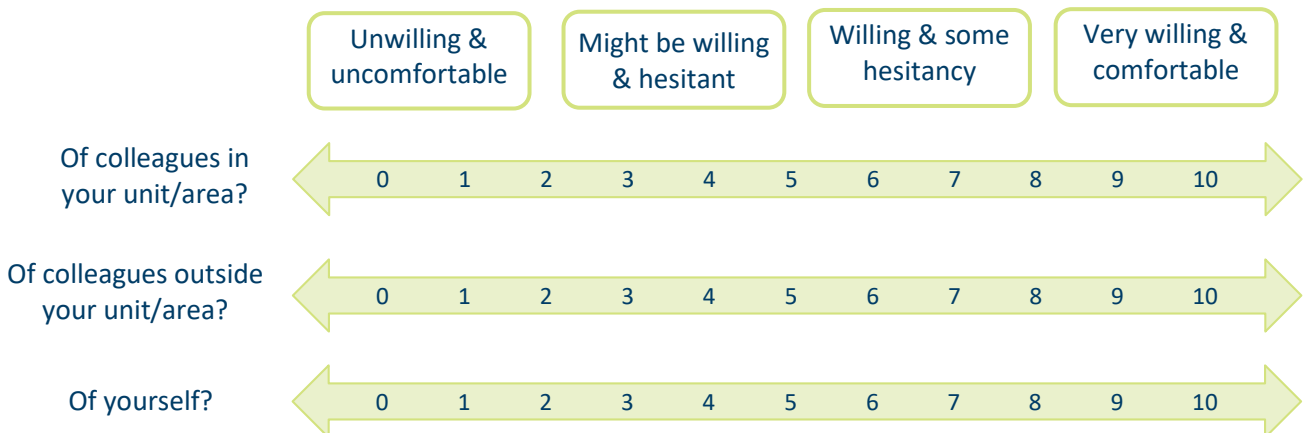 Unwilling &
uncomfortable
Might be willing
& hesitant
Willing & some
hesitancy
Very willing &
comfortable
Of colleagues in
your unit/area?
0 1 2 3 4 5 6 7 8 9 10
Of colleagues outside
your unit/area?
0 1 2 3 4 5 6 7 8 9 10
Of yourself?
0 1 2 3 4 5 6 7 8 9 10